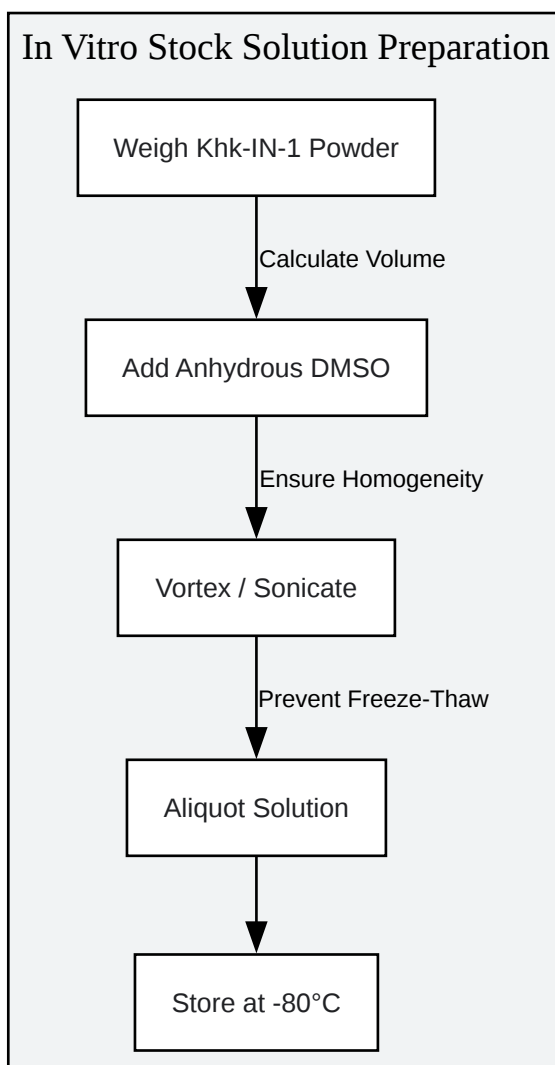 In Vitro Stock Solution Preparation
Weigh Khk-IN-1 Powder
Calculate Volume
Add Anhydrous DMSO
Ensure Homogeneity
Vortex / Sonicate
Prevent Freeze-Thaw
Aliquot Solution
Store at -80°C